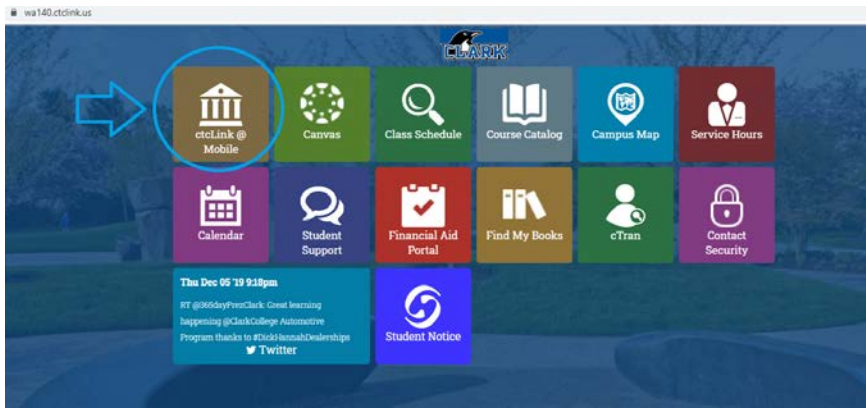 wa140.ctclink.us
CLARK
ctcLink @
Mobile
Canvas
Class Schedule
Course Catalog
Campus Map
Service Hours
Calendar
Student
Support
Financial Aid
Portal
Find My Books
cTran
Contact
Security
Thu Dec 05 '19 9:18pm
RT @365dayPrezClark: Great learning
happening @ClarkCollege Automotive
Program thanks to #DickHannahDealerships
Twitter
Student Notice